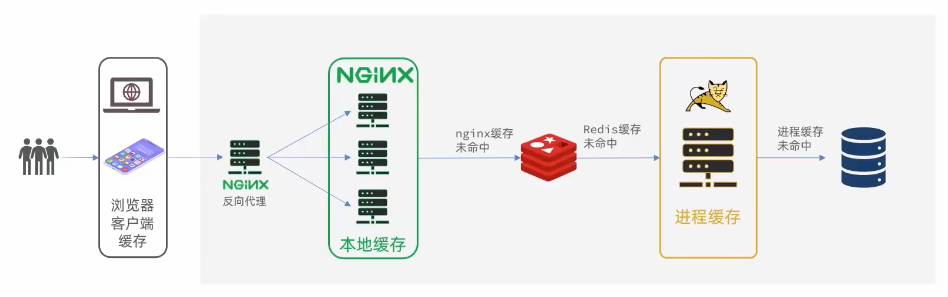 浏览器
客户端
缓存
NGINX
反向代理
NGINX
本地缓存
nginx缓存
未命中
Redis缓存
未命中
进程缓存
进程缓存
未命中